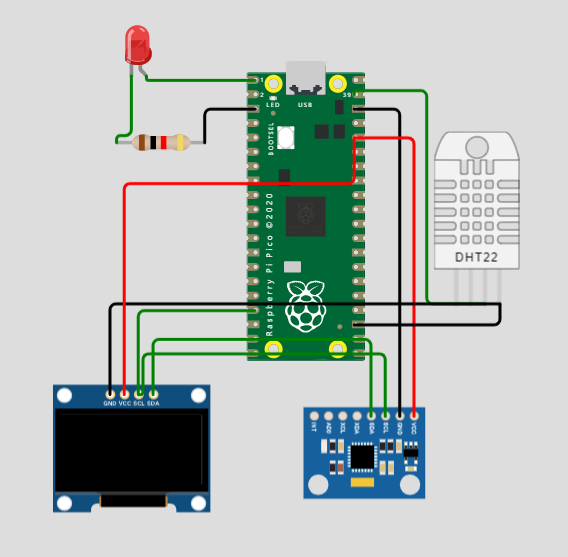 1
2
39
LED
USB
BOOTSEL
Raspberry Pi Pico ©2020
DHT22
GND VCC SCL SDA
INT
AD0
XCL
XDA
SDA
SCL
GND
VCC